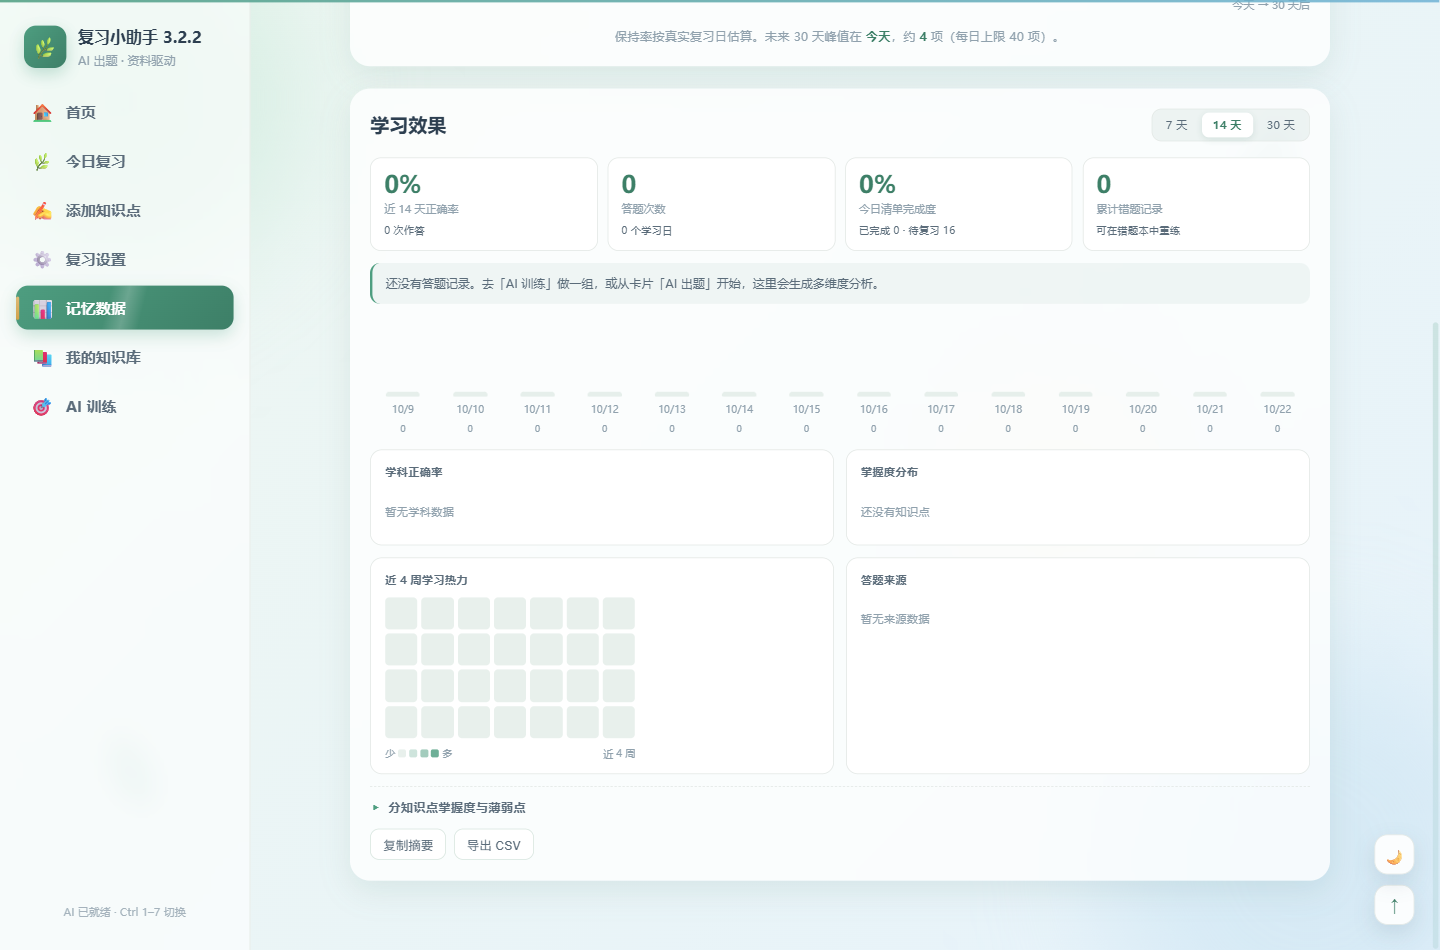 复习小助手 3.2.2
AI 出题 · 资料驱动
首页
今日复习
添加知识点
复习设置
记忆数据
我的知识库
AI 训练
AI 已就绪 · Ctrl 1–7 切换
今天 → 30 天后
保持率按真实复习日估算。未来 30 天峰值在 今天，约 4 项（每日上限 40 项）。
学习效果
7 天
14 天
30 天
0%
近 14 天正确率
0 次作答
0
答题次数
0 个学习日
0%
今日清单完成度
已完成 0 · 待复习 16
0
累计错题记录
可在错题本中重练
还没有答题记录。去「AI 训练」做一组，或从卡片「AI 出题」开始，这里会生成多维度分析。
10/9 10/10 10/11 10/12 10/13 10/14 10/15 10/16 10/17 10/18 10/19 10/20 10/21 10/22
0 0 0 0 0 0 0 0 0 0 0 0 0 0
学科正确率
暂无学科数据
掌握度分布
还没有知识点
近 4 周学习热力
少 多
近 4 周
答题来源
暂无来源数据
分知识点掌握度与薄弱点
复制摘要
导出 CSV